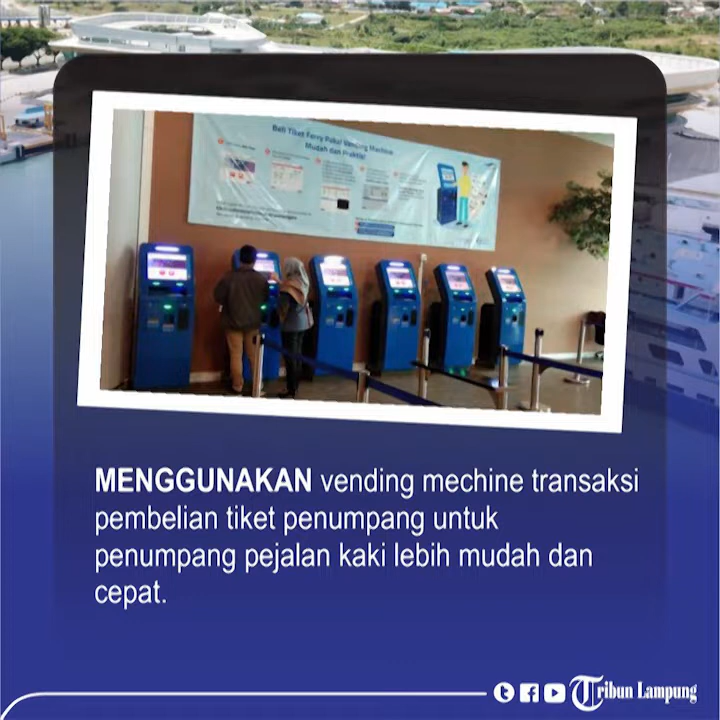 Beli Tiket Ferry Pakai Vending Machine
Mudah dan Praktis!
MENGGUNAKAN vending mechine transaksi
pembelian tiket penumpang untuk
penumpang pejalan kaki lebih mudah dan
cepat.
Tribun Lampung